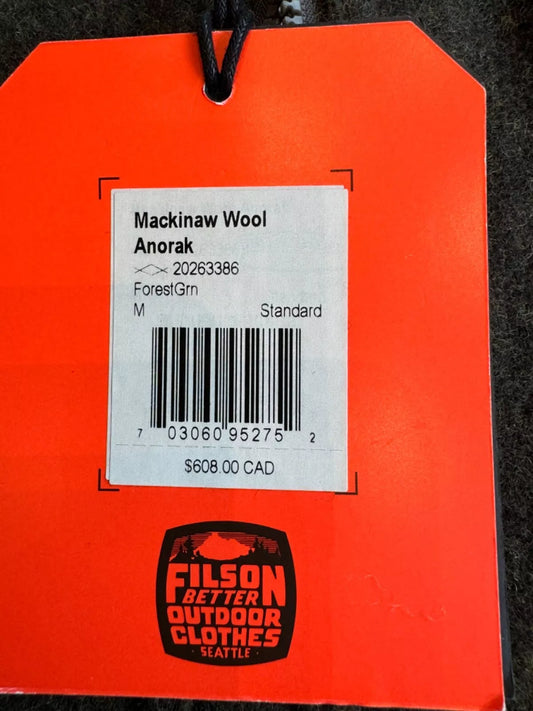 Mackinaw Wool
Anorak
20263386
ForestGrn
M Standard
7 03060 95275 2
$608.00 CAD
FILSON
BETTER
OUTDOOR
CLOTHES
· SEATTLE ·